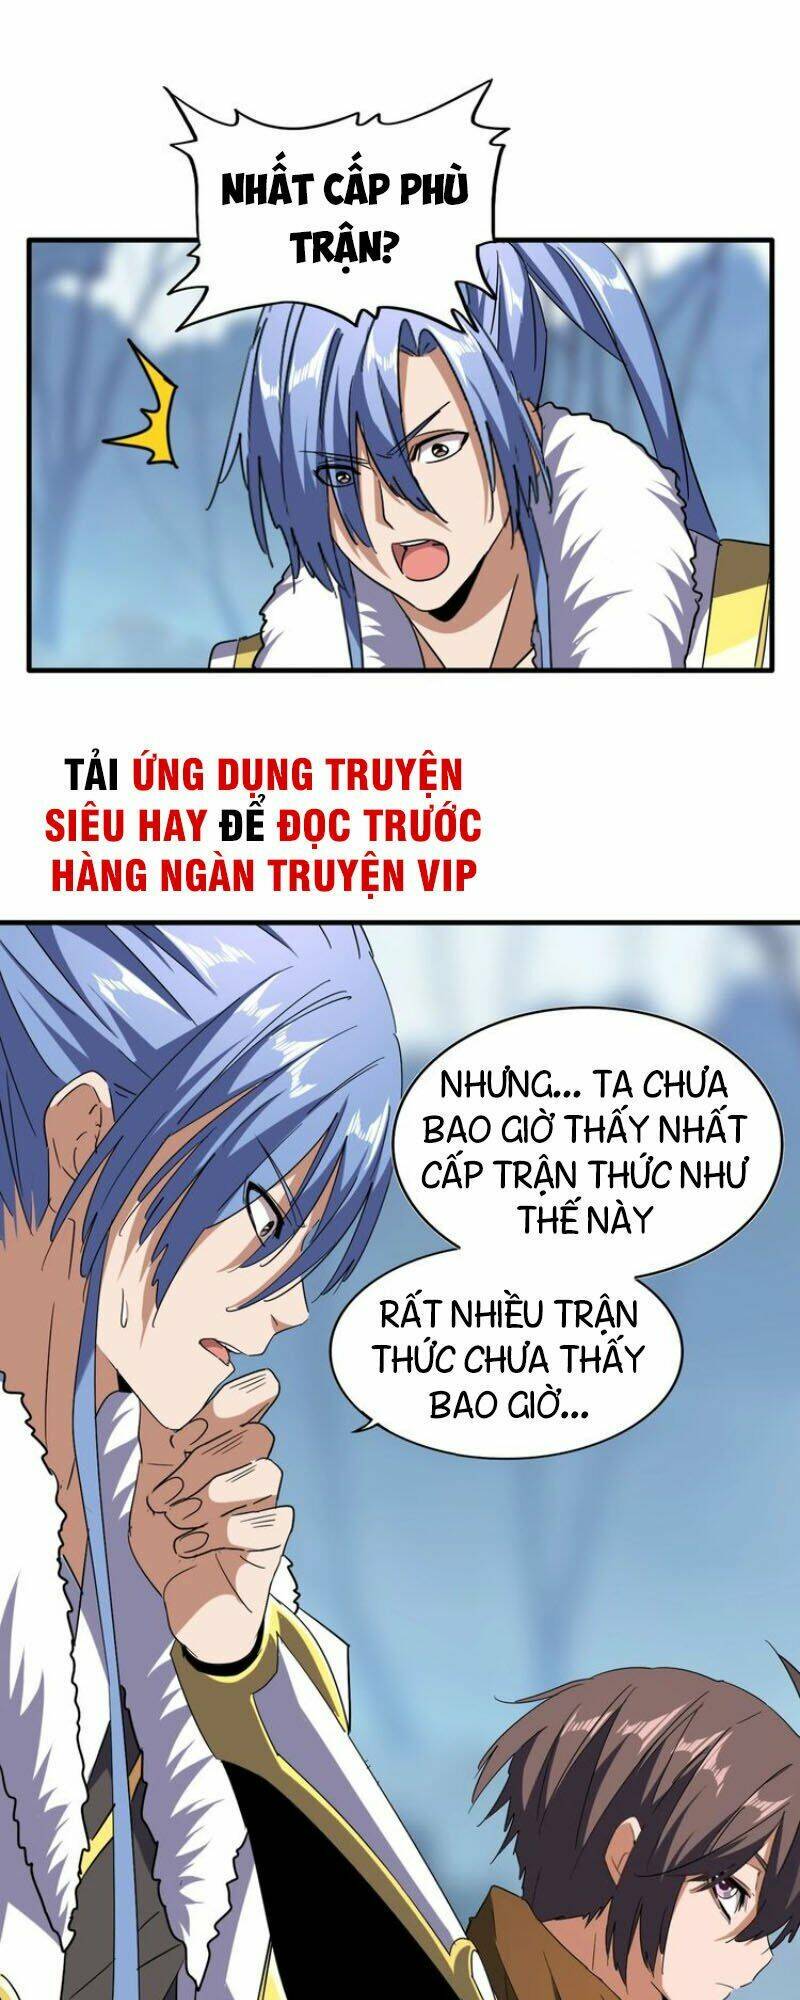 NHẤT CẤP PHÙ
TRẬN?
TẢI ỨNG DỤNG TRUYỆN
SIÊU HAY ĐỂ ĐỌC TRƯỚC
HÀNG NGÀN TRUYỆN VIP
NHƯNG... TA CHƯA
BAO GIỜ THẤY NHẤT
CẤP TRẬN THỨC NHƯ
THẾ NÀY
RẤT NHIỀU TRẬN
THỨC CHƯA THẤY
BAO GIỜ...